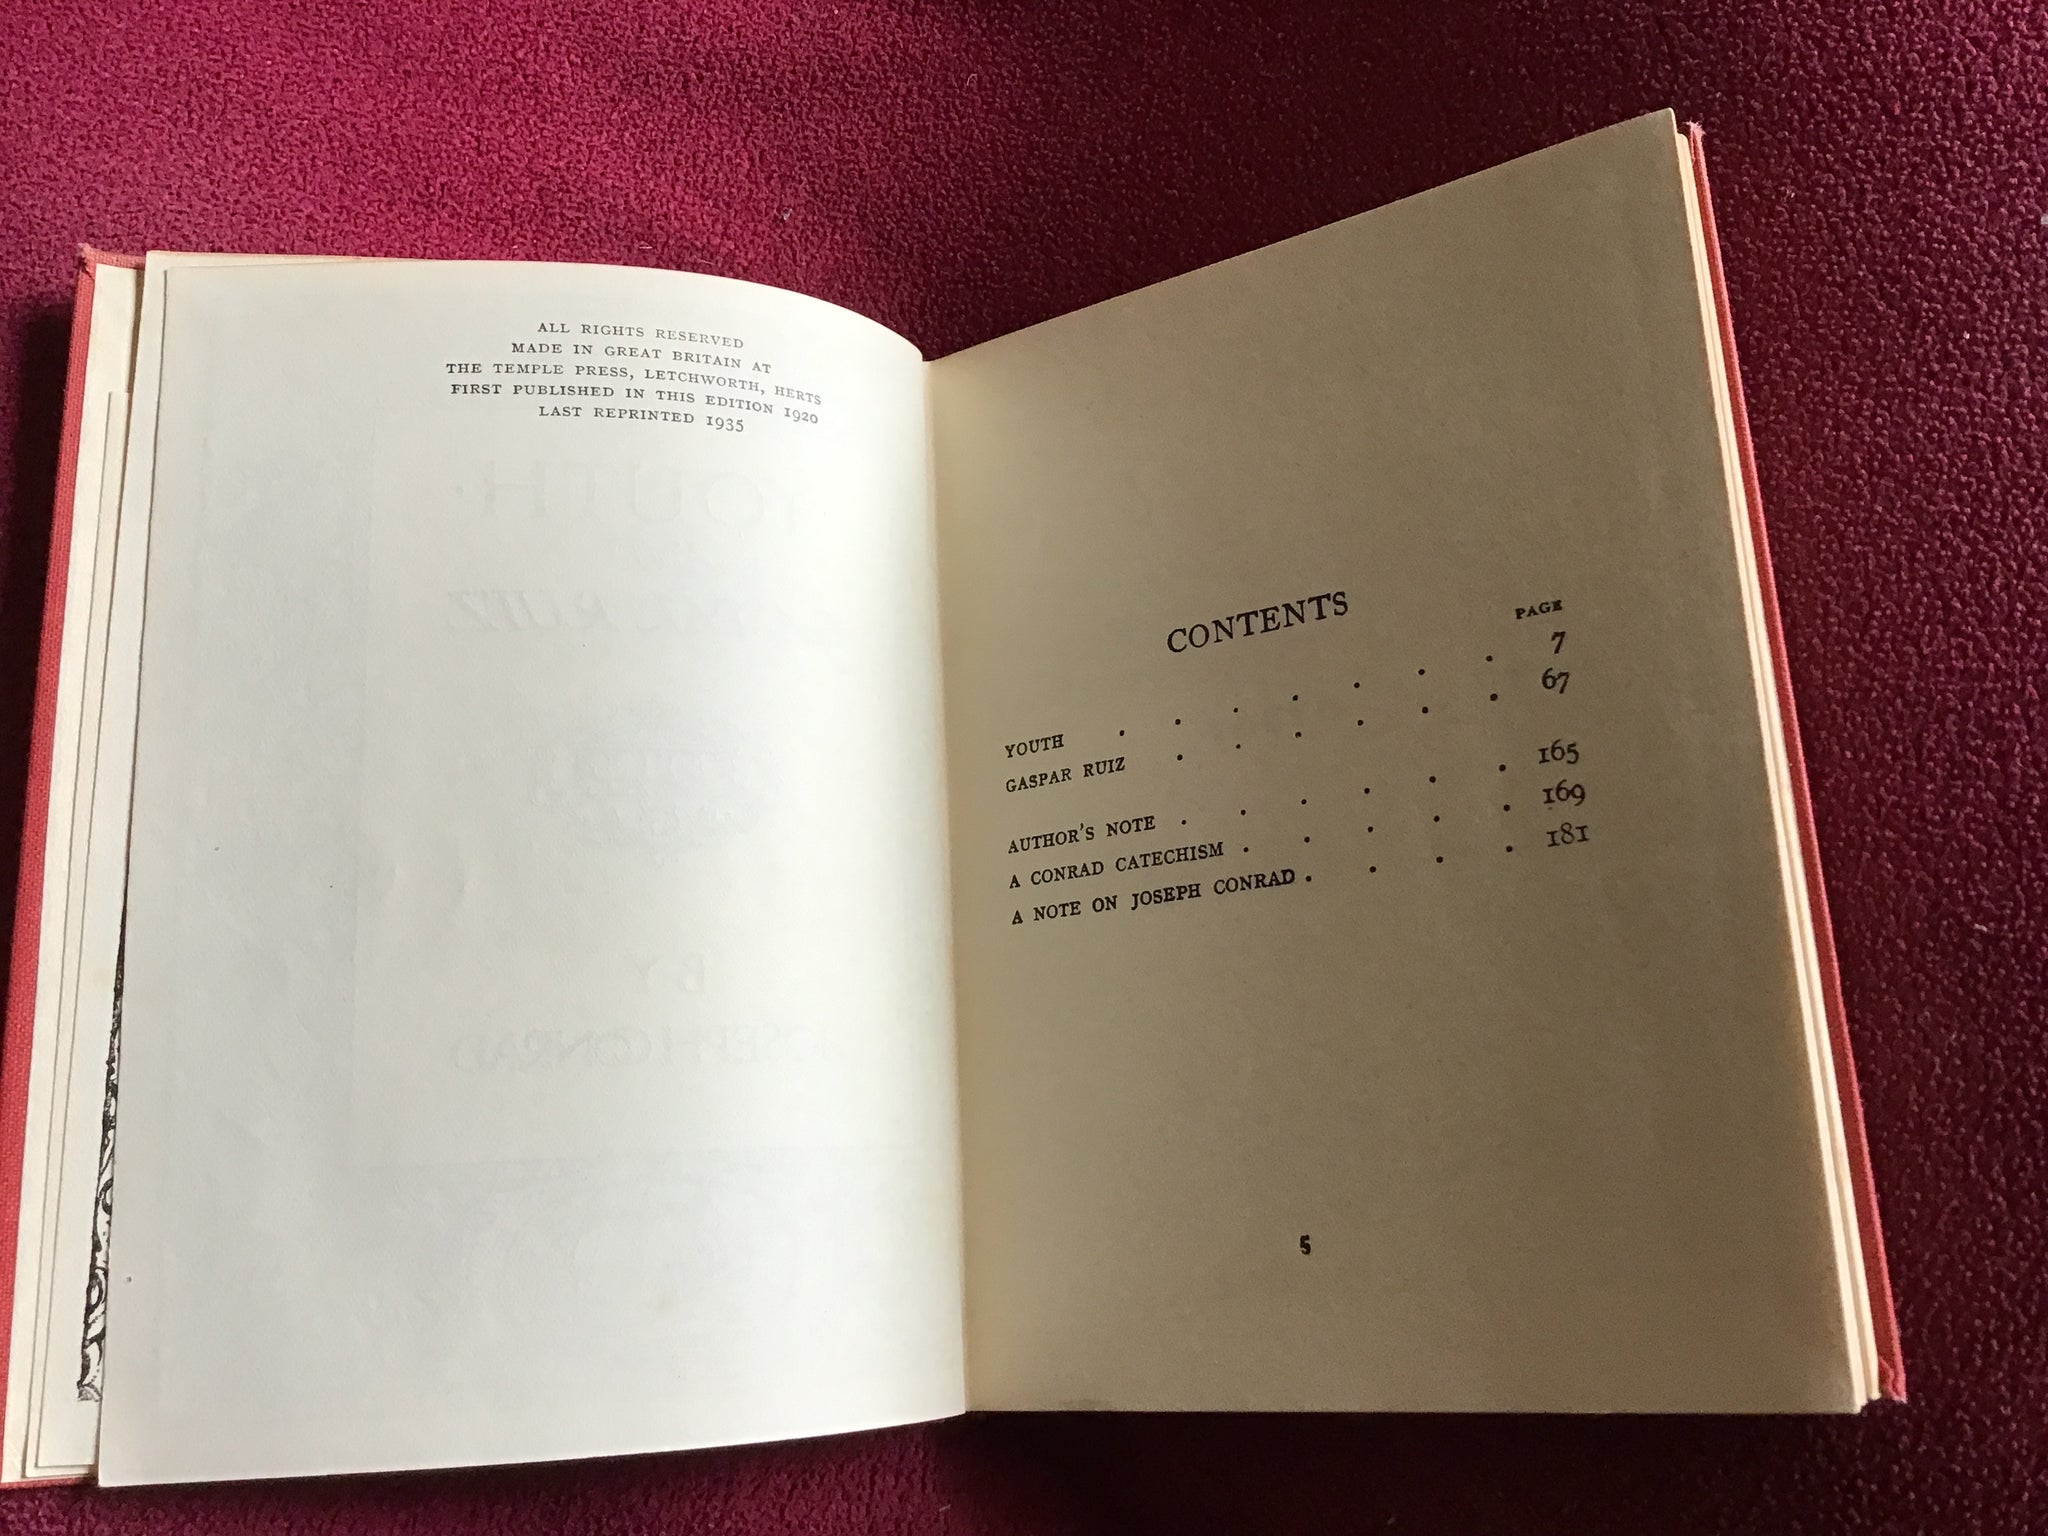 ALL RIGHTS RESERVED
MADE IN GREAT BRITAIN AT
THE TEMPLE PRESS, LETCHWORTH, HERTS
FIRST PUBLISHED IN THIS EDITION 1920
LAST REPRINTED 1935
CONTENTS
PAGE
YOUTH . . . . . . . 7
GASPAR RUIZ . . . . . . 67
AUTHOR'S NOTE . . . . . . 165
A CONRAD CATECHISM . . . . . 169
A NOTE ON JOSEPH CONRAD . . . . 181
5